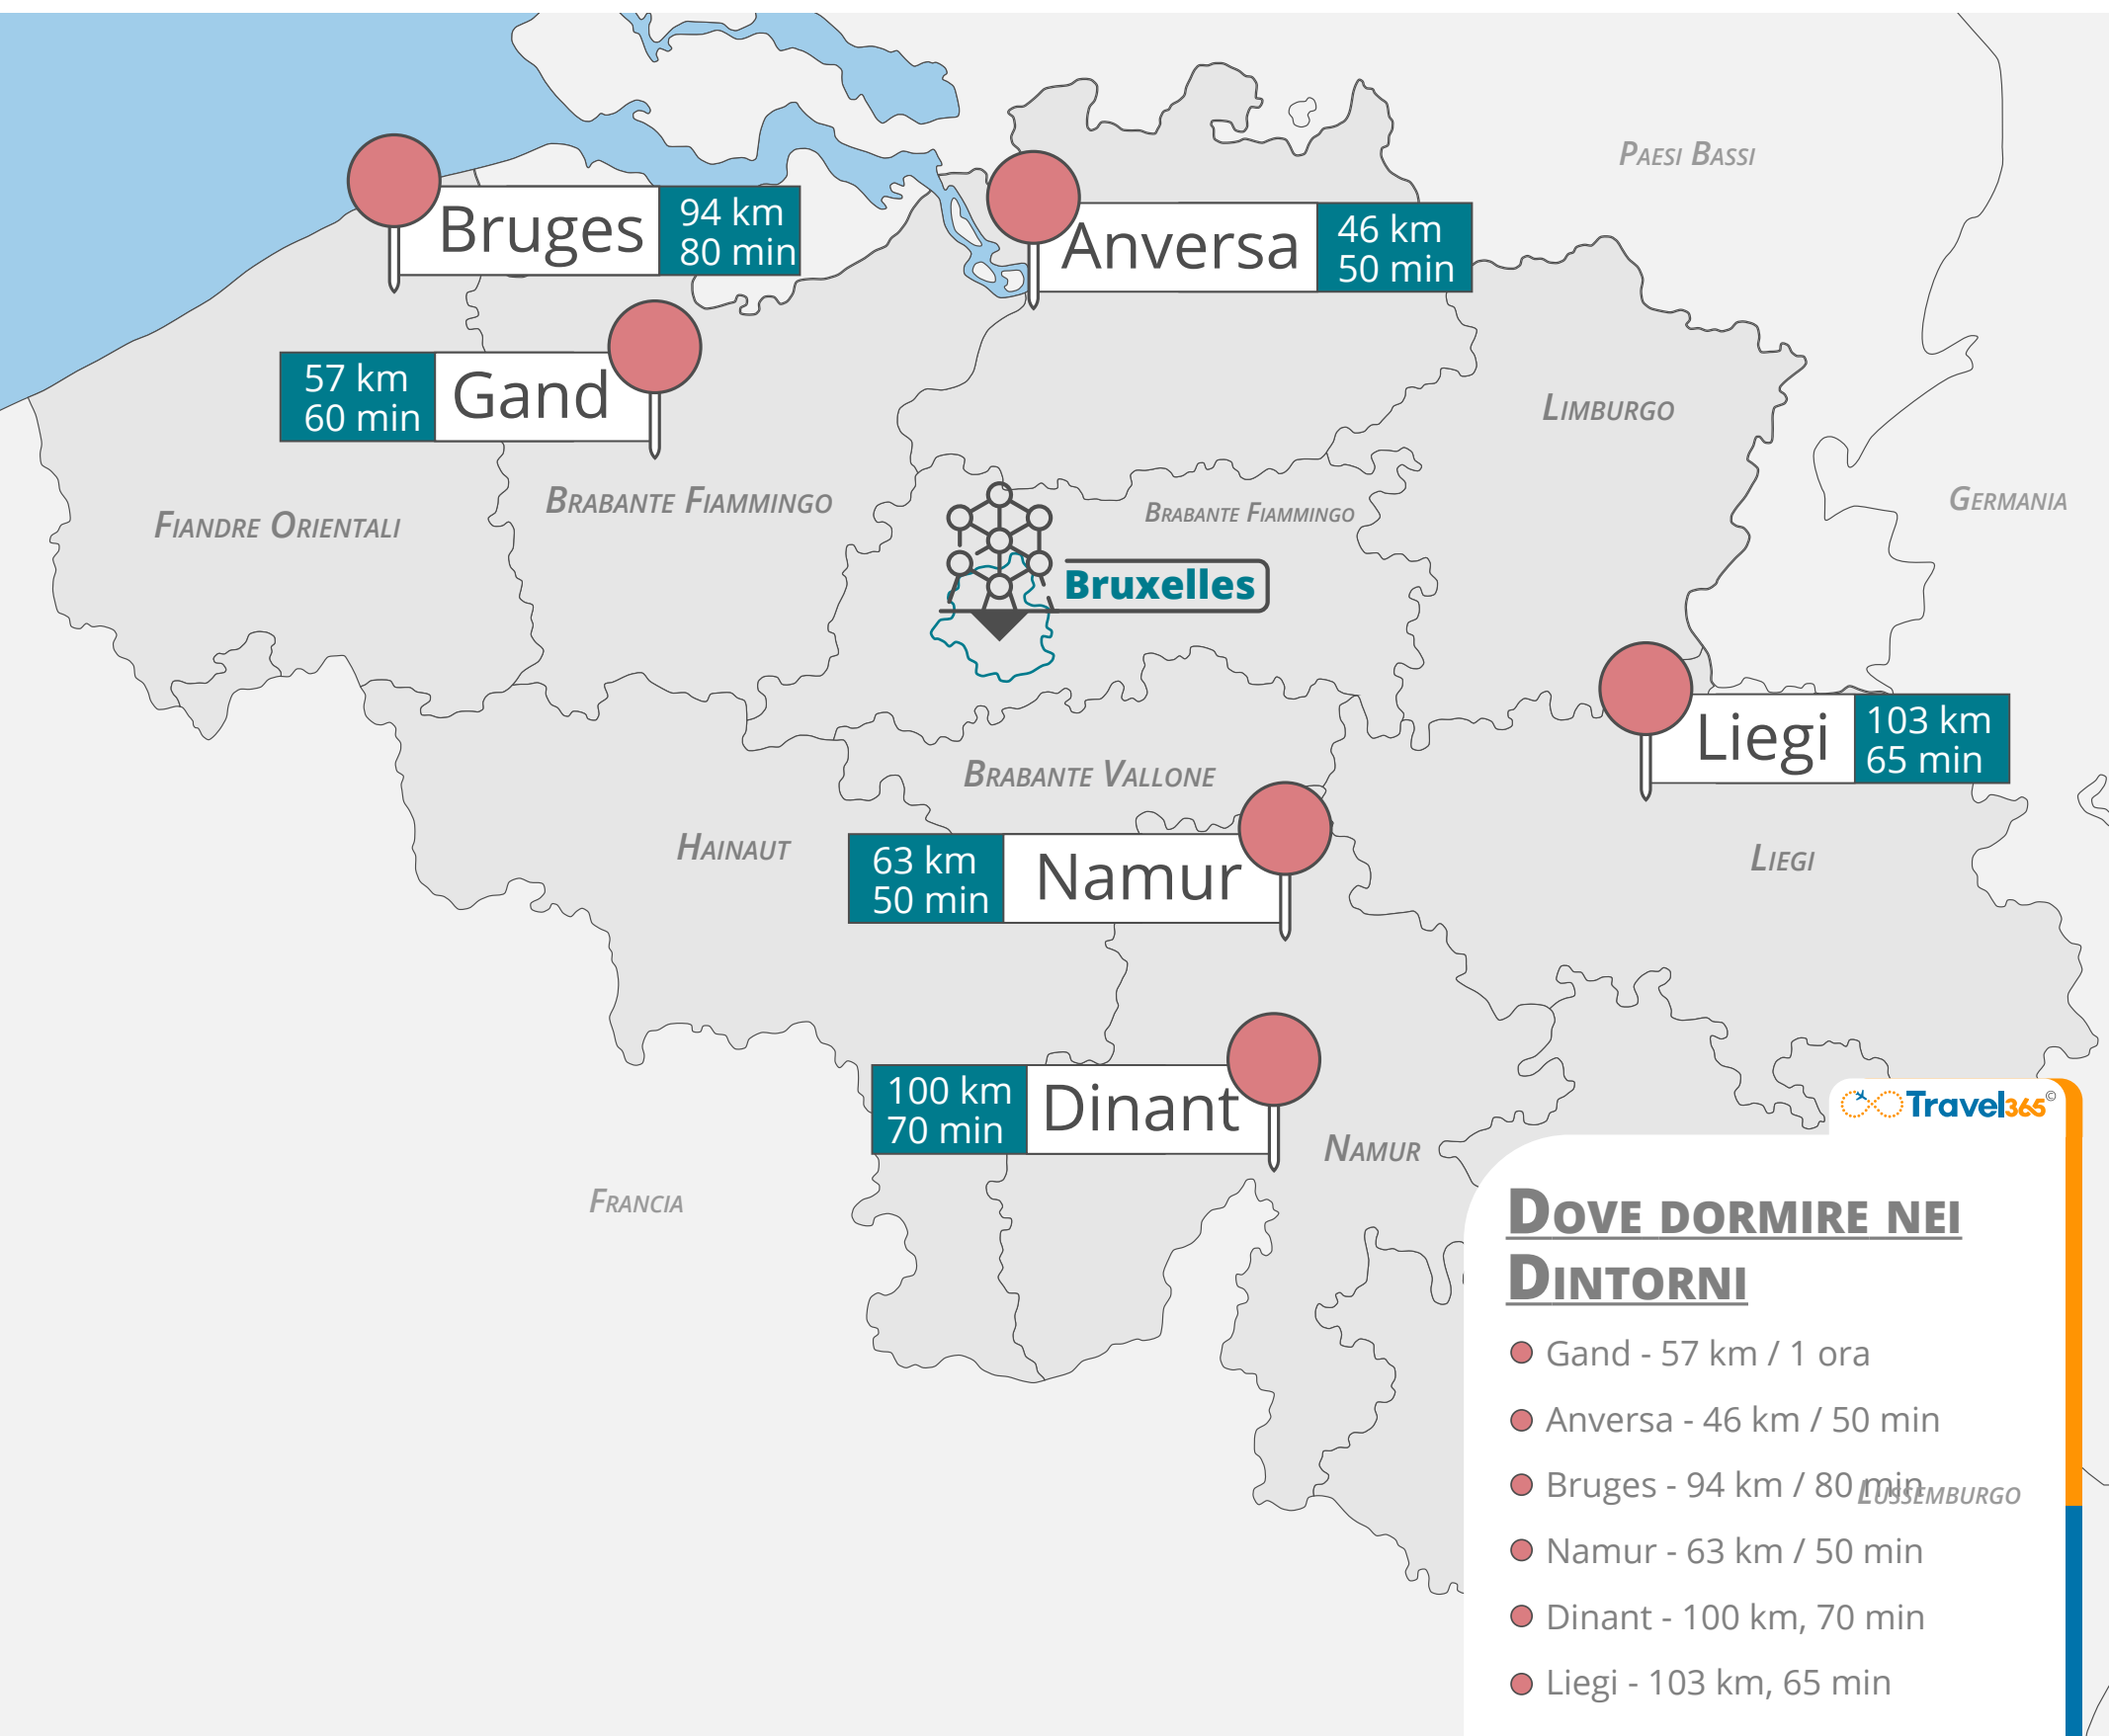 PAESI BASSI
Bruges
94 km
80 min
Anversa
46 km
50 min
57 km
60 min
Gand
LIMBURGO
GERMANIA
FIANDRE ORIENTALI
BRABANTE FIAMMINGO
BRABANTE FIAMMINGO
Bruxelles
Liegi
103 km
65 min
BRABANTE VALLONE
HAINAUT
63 km
50 min
Namur
LIEGI
100 km
70 min
Dinant
NAMUR
FRANCIA
Travel365©
DOVE DORMIRE NEI
DINTORNI
Gand - 57 km / 1 ora
Anversa - 46 km / 50 min
Bruges - 94 km / 80 min
LUSSEMBURGO
Namur - 63 km / 50 min
Dinant - 100 km, 70 min
Liegi - 103 km, 65 min